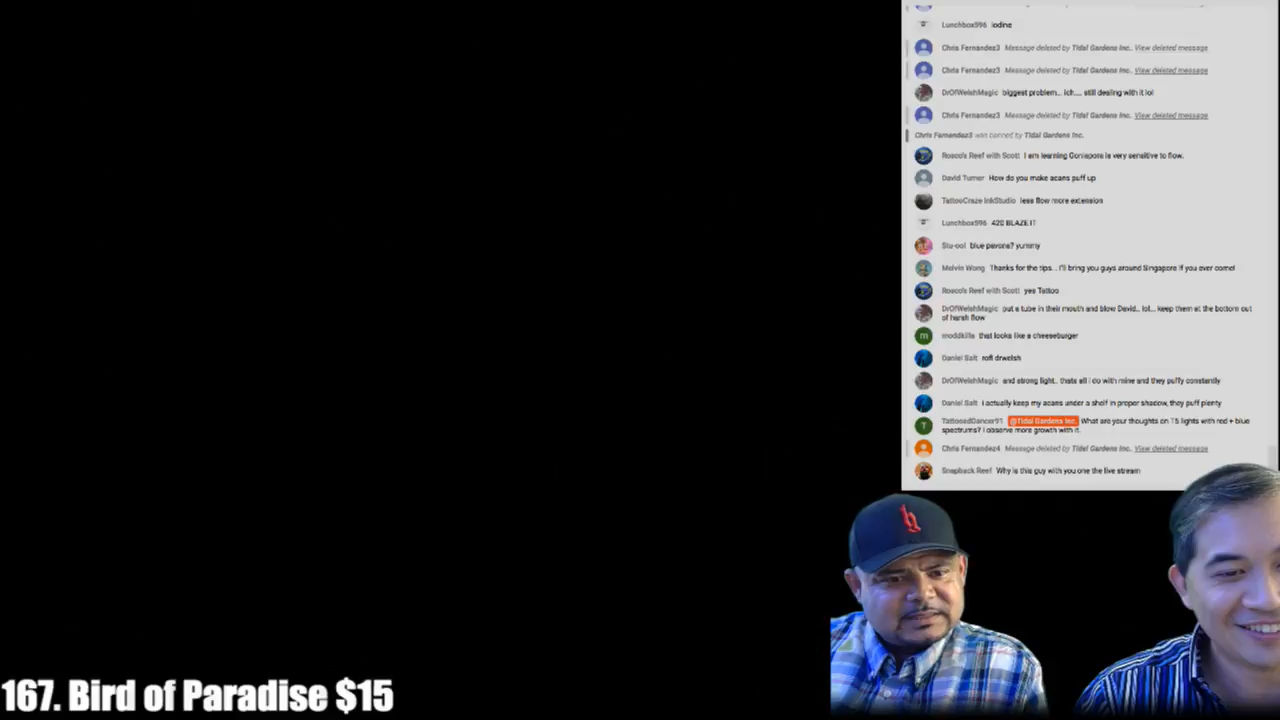 Lunchbox996 iodine
Chris Fernandez3 Message deleted by Tidal Gardens Inc.. View deleted message
Chris Fernandez3 Message deleted by Tidal Gardens Inc.. View deleted message
DrOfWelshMagic biggest problem... ich.... still dealing with it lol
Chris Fernandez3 Message deleted by Tidal Gardens Inc.. View deleted message
Chris Fernandez3 was banned by Tidal Gardens Inc.
Rosco's Reef with Scott I am learning Goniapora is very sensitive to flow.
David Turner How do you make acans puff up
TattooCraze InkStudio less flow more extension
Lunchbox996 420 BLAZE IT
Stu-ool blue pavona? yummy
Melvin Wong Thanks for the tips... I'll bring you guys around Singapore if you ever come!
Rosco's Reef with Scott yes Tattoo
DrOfWelshMagic put a tube in their mouth and blow David.. lol... keep them at the bottom out
of harsh flow
moddkilla that looks like a cheeseburger
Daniel Salt rofl drwelsh
DrOfWelshMagic and strong light.. thats all i do with mine and they puffy constantly
Daniel Salt i actually keep my acans under a shelf in proper shadow, they puff plenty
TattooedDancer91 @Tidal Gardens Inc. What are your thoughts on T5 lights with red + blue
spectrums? I observe more growth with it.
Chris Fernandez4 Message deleted by Tidal Gardens Inc.. View deleted message
Snapback Reef Why is this guy with you one the live stream
167. Bird of Paradise $15